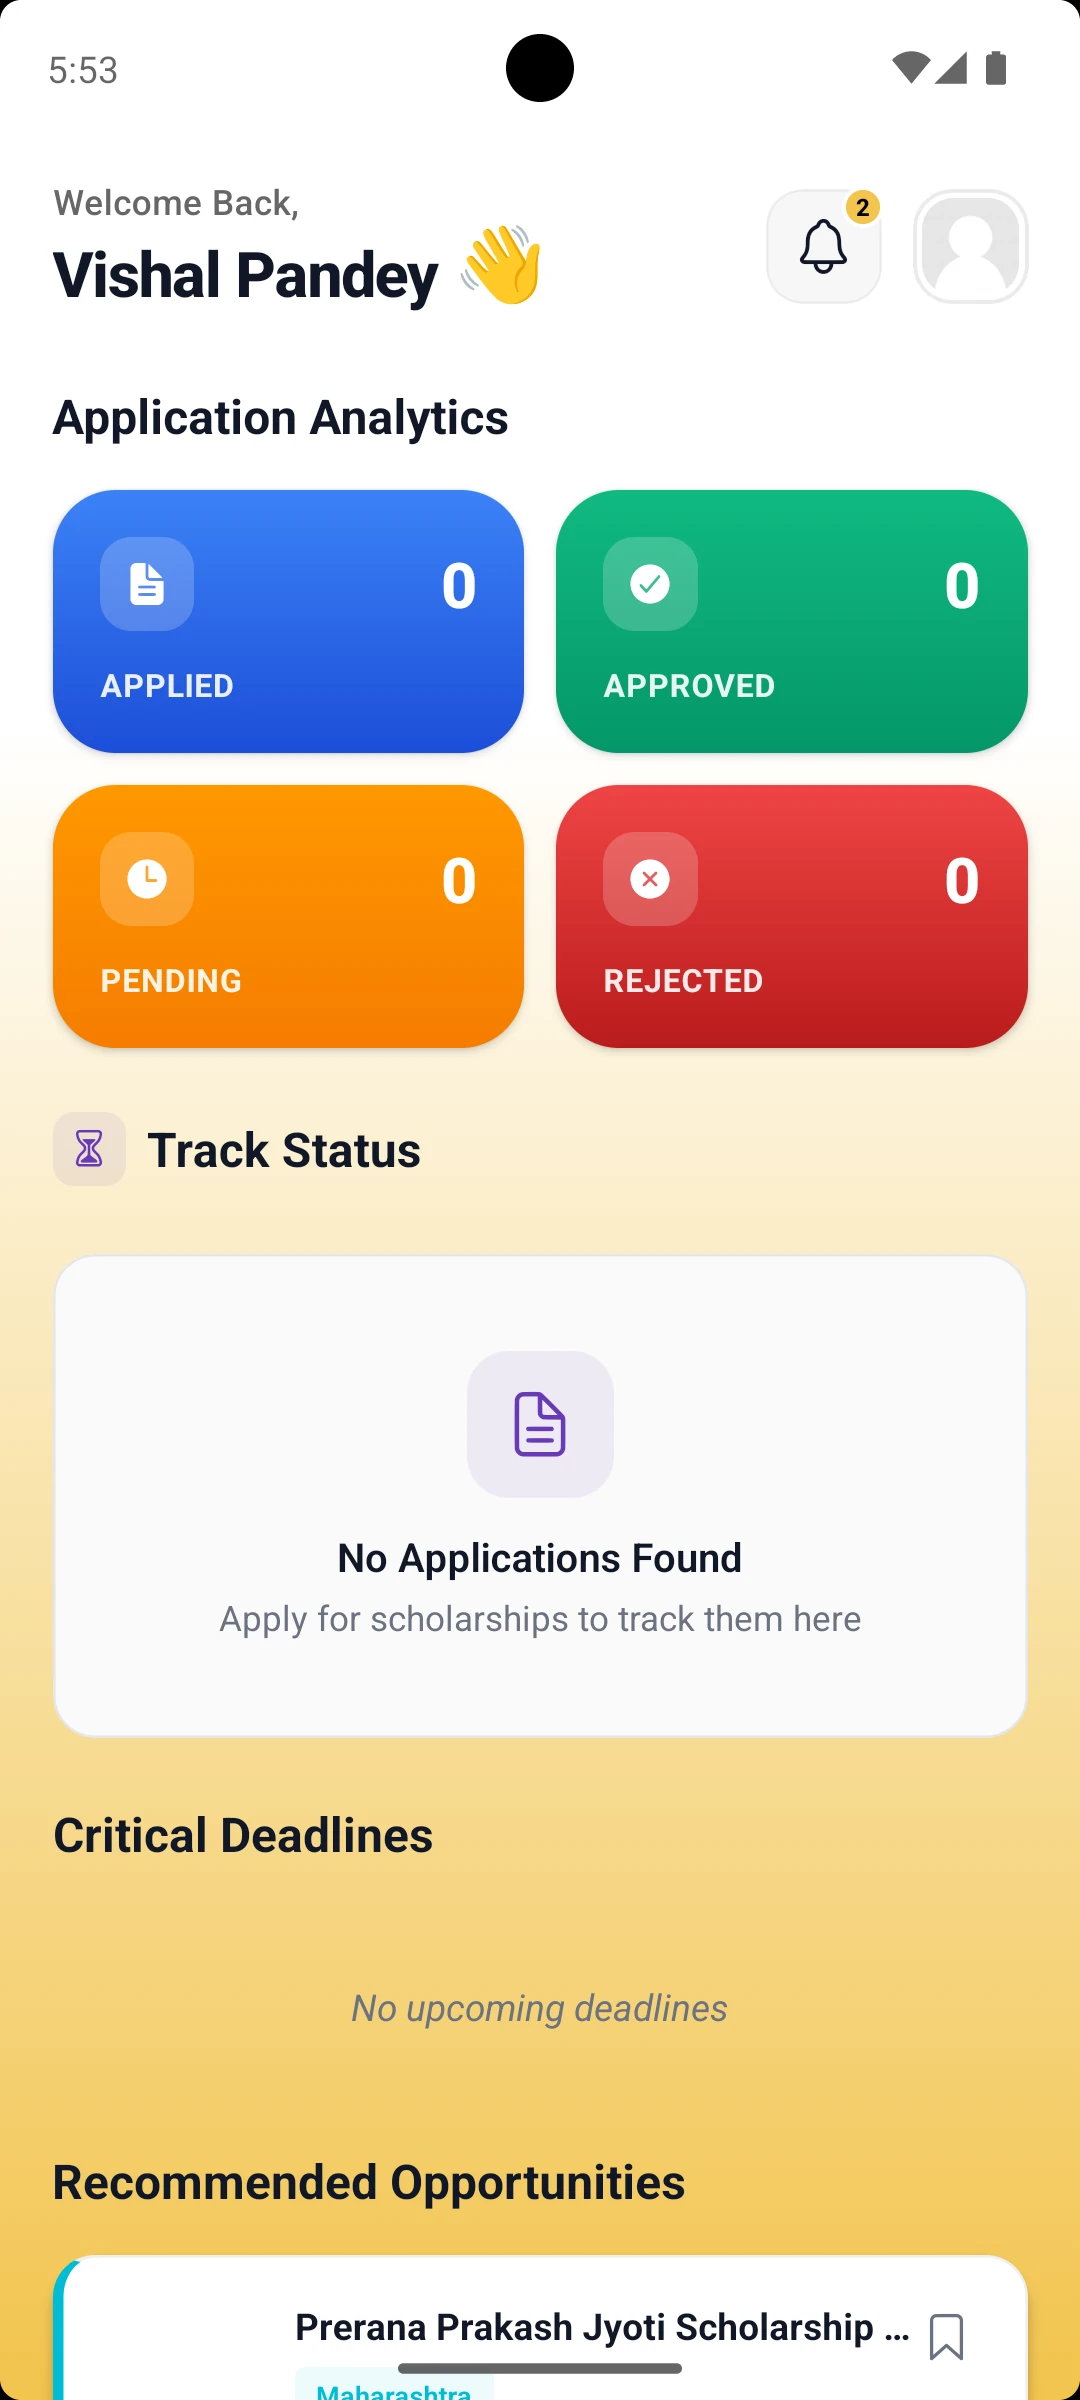 5:53
Welcome Back,
Vishal Pandey 👋
2
Application Analytics
0
APPLIED
0
APPROVED
0
PENDING
0
REJECTED
Track Status
No Applications Found
Apply for scholarships to track them here
Critical Deadlines
No upcoming deadlines
Recommended Opportunities
Prerana Prakash Jyoti Scholarship ...
Maharashtra